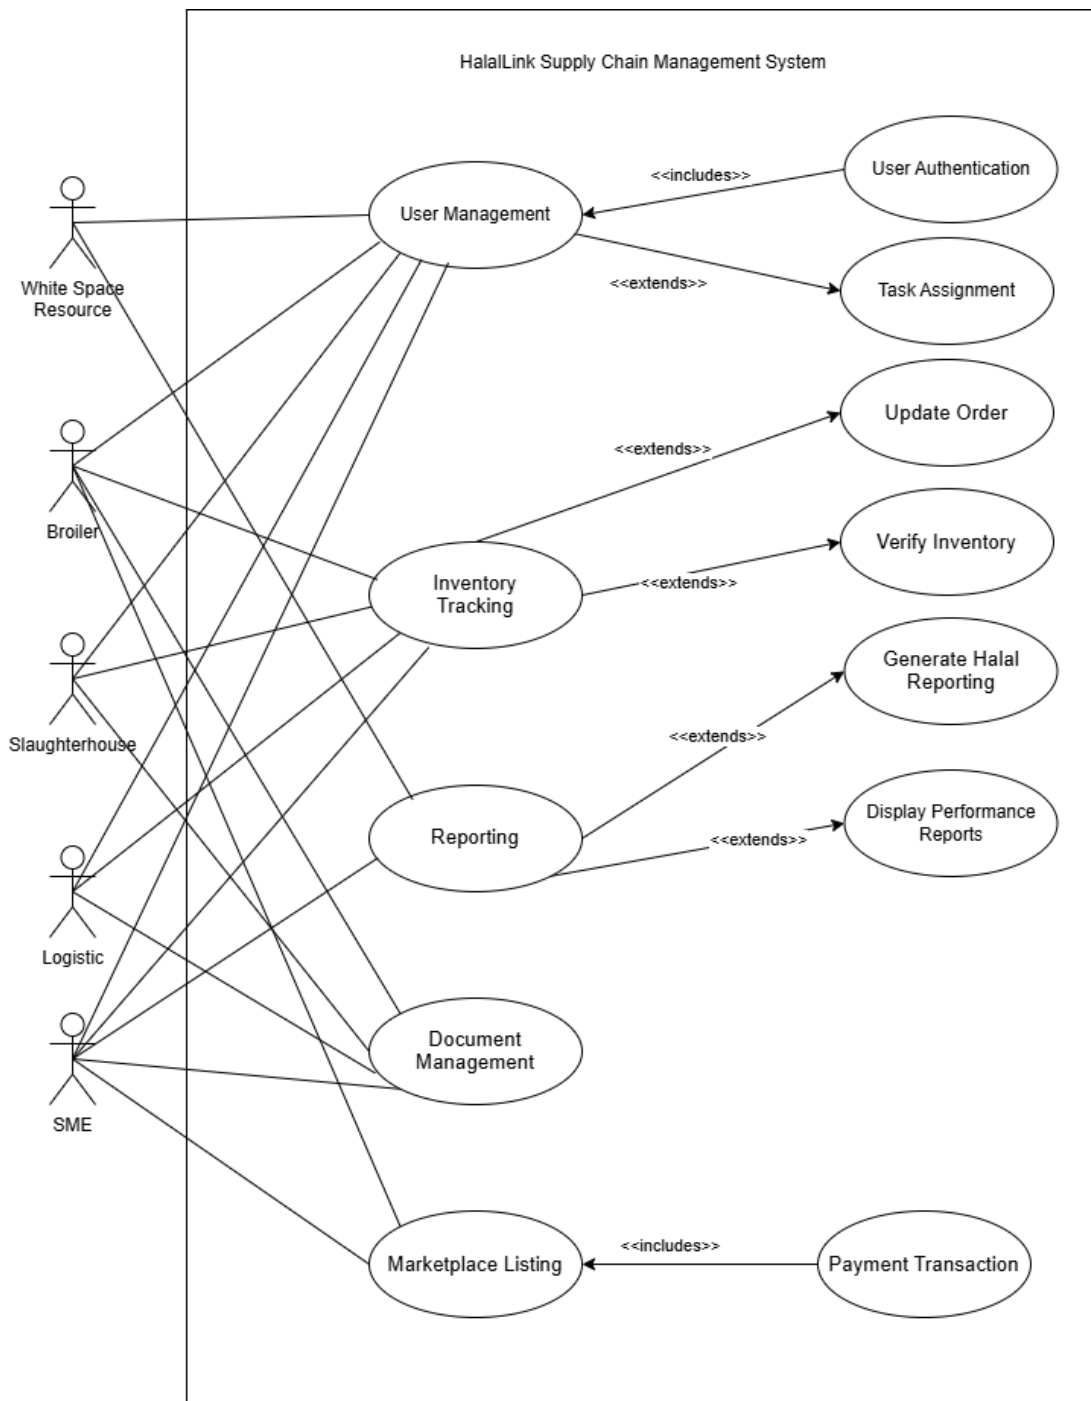 HalalLink Supply Chain Management System
User Authentication
<<includes>>
User Management
White Space
Resource
<<extends>>
Task Assignment
Update Order
<<extends>>
Broiler
Verify Inventory
Inventory
Tracking
<<extends>>
Generate Halal
Reporting
Slaughterhouse
<<extends>>
Display Performance
Reports
Reporting
<<extends>>
Logistic
Document
Management
SME
<<includes>>
Marketplace Listing
Payment Transaction